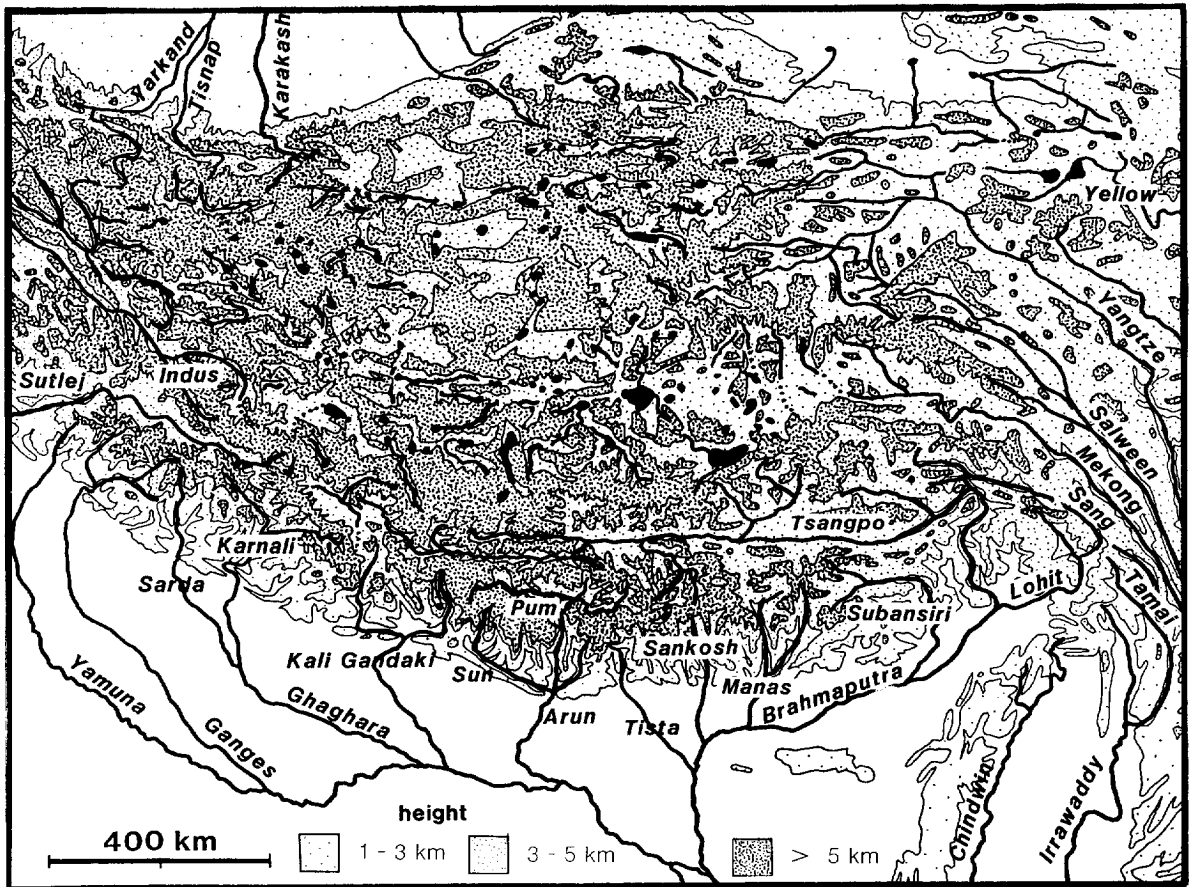 Yarkand
Tisnap
Karakash
Yellow
Yangtze
Sutlej
Indus
Salween
Mekong
Sang
Tsangpo
Karnali
Sarda
Lohit
Tamai
Pum
Subansiri
Sankosh
Kali Gandaki
Sun
Manas
Yamuna
Ghaghara
Arun
Tista
Brahmaputra
Ganges
Chindwin
Irrawaddy
height
400 km
1 - 3 km
3 - 5 km
> 5 km